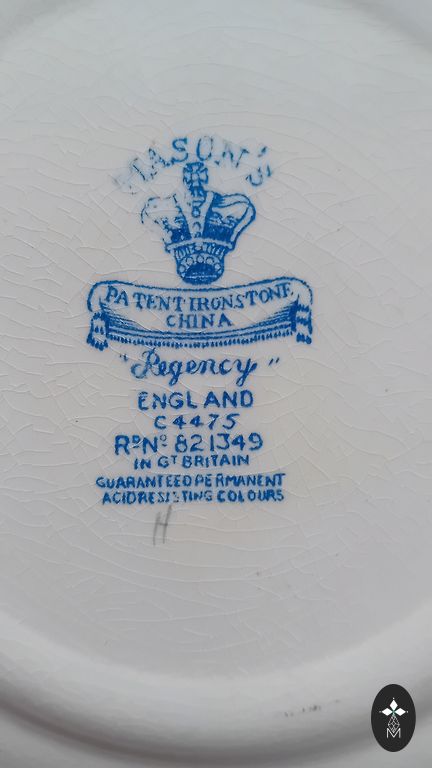 MASON'S
PATENT IRONSTONE
CHINA
"Regency"
ENGLAND
C4475
RD NO 821349
IN GT BRITAIN
GUARANTEED PERMANENT
ACID RESISTING COLOURS
H
M